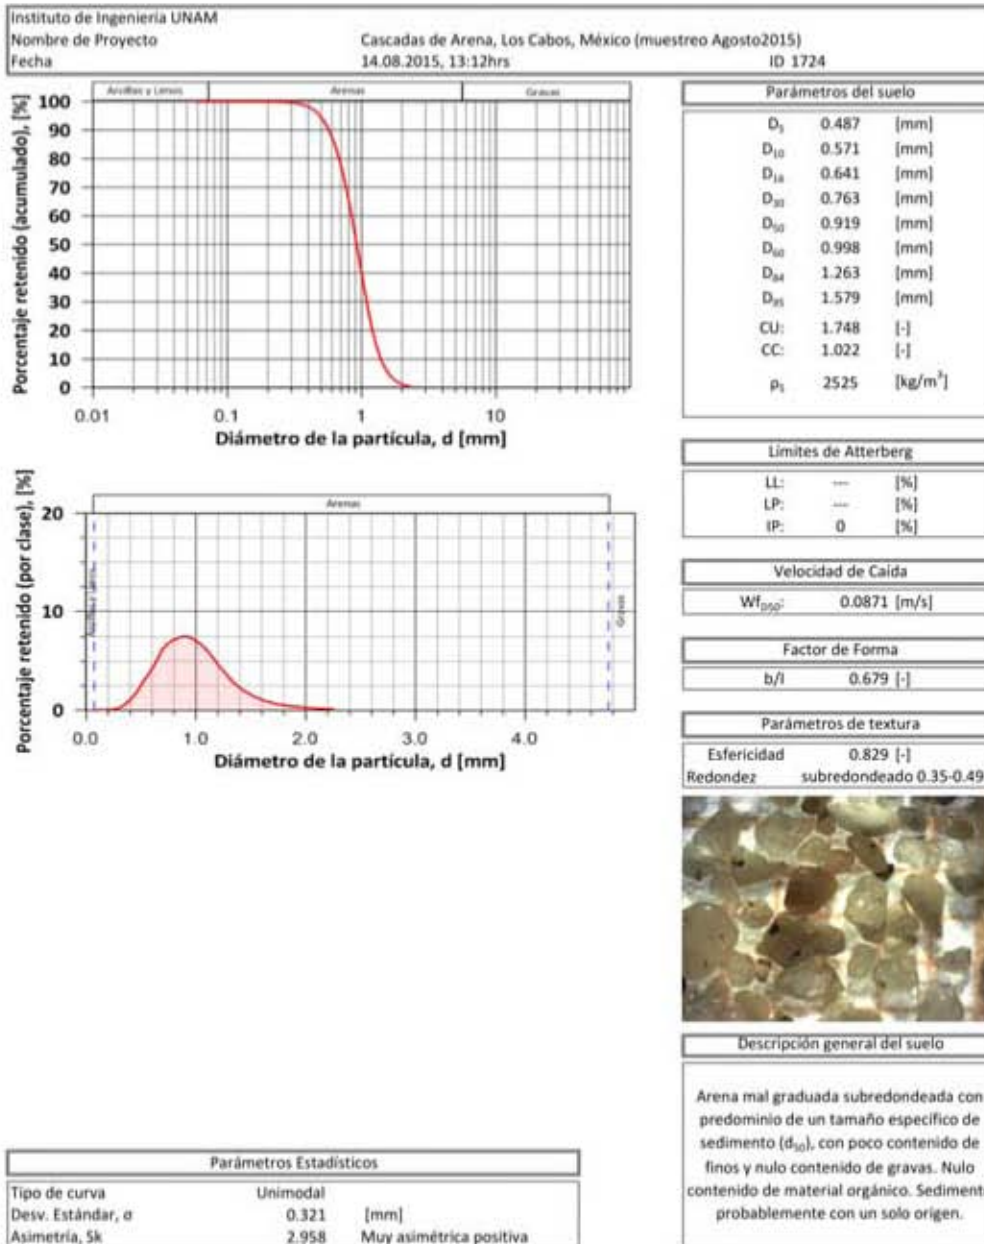 Instituto de Ingeniería UNAM
Nombre de Proyecto Cascadas de Arena, Los Cabos, México (muestreo Agosto2015)
Fecha 14.08.2015, 13:12hrs ID 1724
Arcillas y Limos Arenas Gravas
Porcentaje retenido (acumulado), [%]
100
90
80
70
60
50
40
30
20
10
0
0.01 0.1 1 10
Diámetro de la partícula, d [mm]
Porcentaje retenido (por clase), [%]
Arenas
20
10
0
Arcillas y Limos
Gravas
0.0 1.0 2.0 3.0 4.0
Diámetro de la partícula, d [mm]
Parámetros del suelo
D5 0.487 [mm]
D10 0.571 [mm]
D16 0.641 [mm]
D30 0.763 [mm]
D50 0.919 [mm]
D60 0.998 [mm]
D84 1.263 [mm]
D95 1.579 [mm]
CU: 1.748 [-]
CC: 1.022 [-]
ρs 2525 [kg/m³]
Límites de Atterberg
LL: --- [%]
LP: --- [%]
IP: 0 [%]
Velocidad de Caída
WfD50: 0.0871 [m/s]
Factor de Forma
b/l 0.679 [-]
Parámetros de textura
Esfericidad 0.829 [-]
Redondez subredondeado 0.35-0.49
Descripción general del suelo
Arena mal graduada subredondeada con
predominio de un tamaño específico de
sedimento (d50), con poco contenido de
finos y nulo contenido de gravas. Nulo
contenido de material orgánico. Sediment
probablemente con un solo origen.
Parámetros Estadísticos
Tipo de curva Unimodal
Desv. Estándar, σ 0.321 [mm]
Asimetría, Sk 2.958 Muy asimétrica positiva